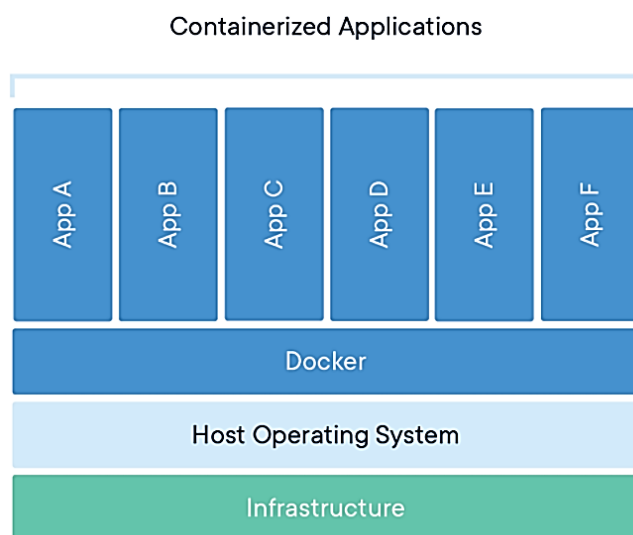 Containerized Applications
App A
App B
App C
App D
App E
App F
Docker
Host Operating System
Infrastructure